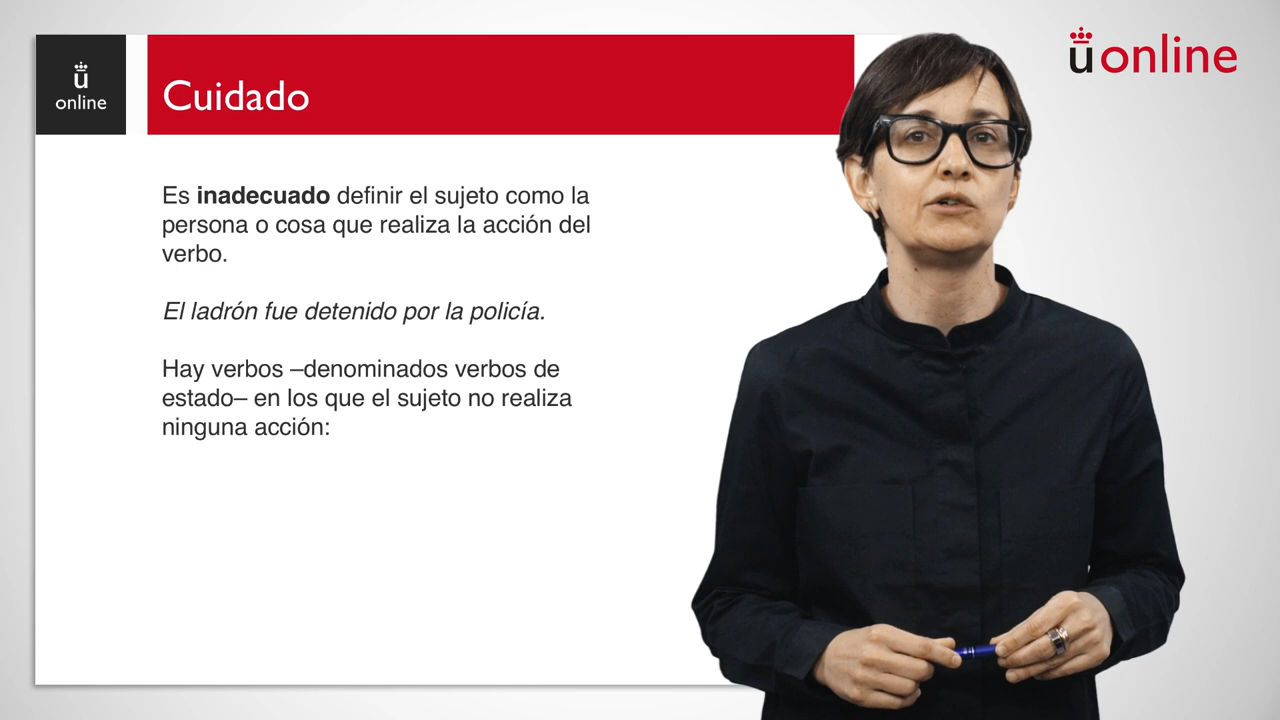 ü
online
Cuidado
üonline
Es inadecuado definir el sujeto como la
persona o cosa que realiza la acción del
verbo.
El ladrón fue detenido por la policía.
Hay verbos –denominados verbos de
estado– en los que el sujeto no realiza
ninguna acción: